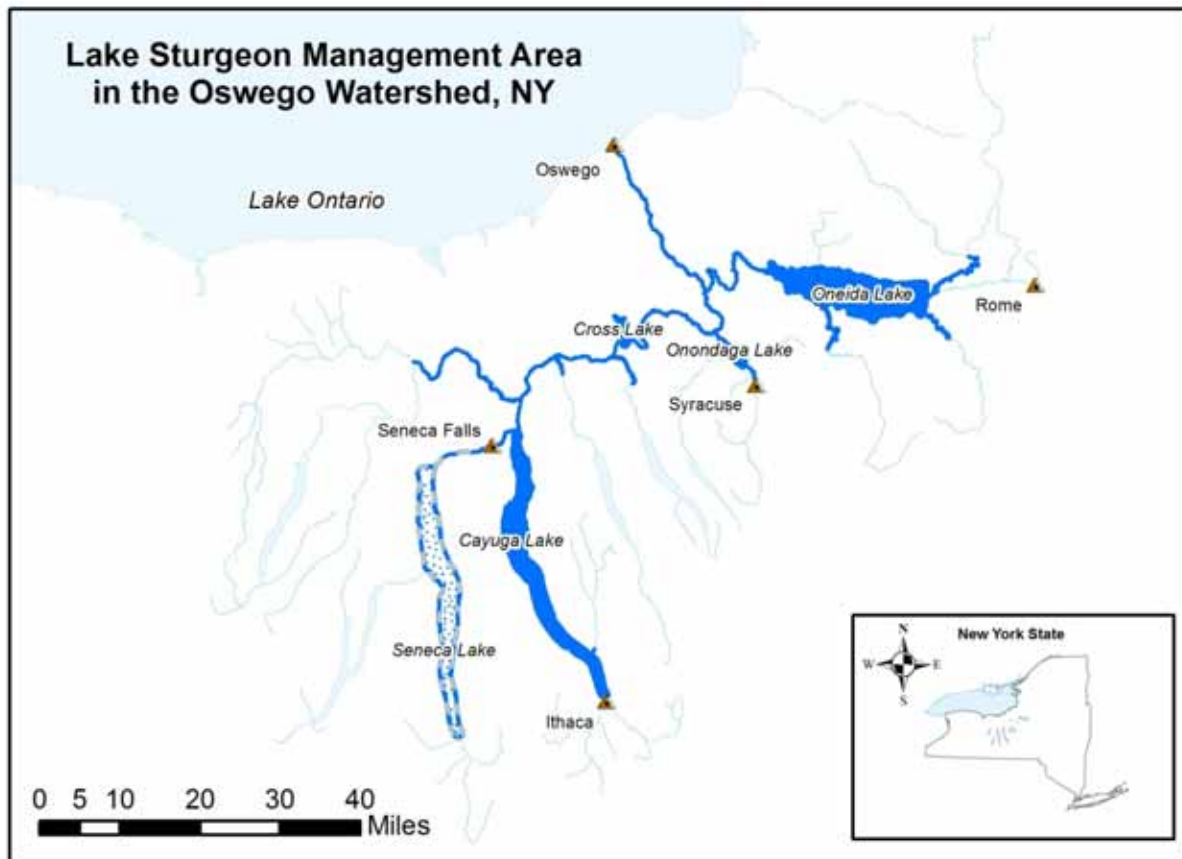 Lake Sturgeon Management Area
in the Oswego Watershed, NY
Oswego
Lake Ontario
Oneida Lake
Rome
Cross Lake
Onondaga Lake
Syracuse
Seneca Falls
Cayuga Lake
Seneca Lake
Ithaca
New York State
N
W E
S
0 5 10 20 30 40
Miles